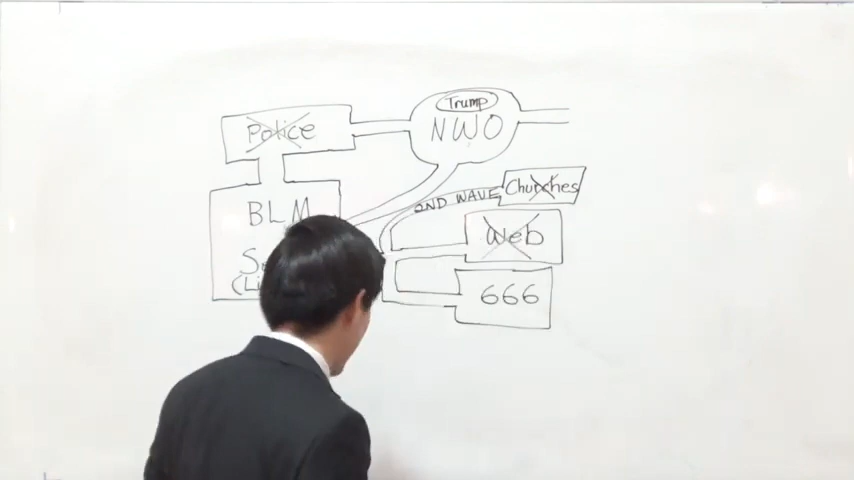 Trump
Police
NWO
Churches
2ND WAVE
BLM
Web
666